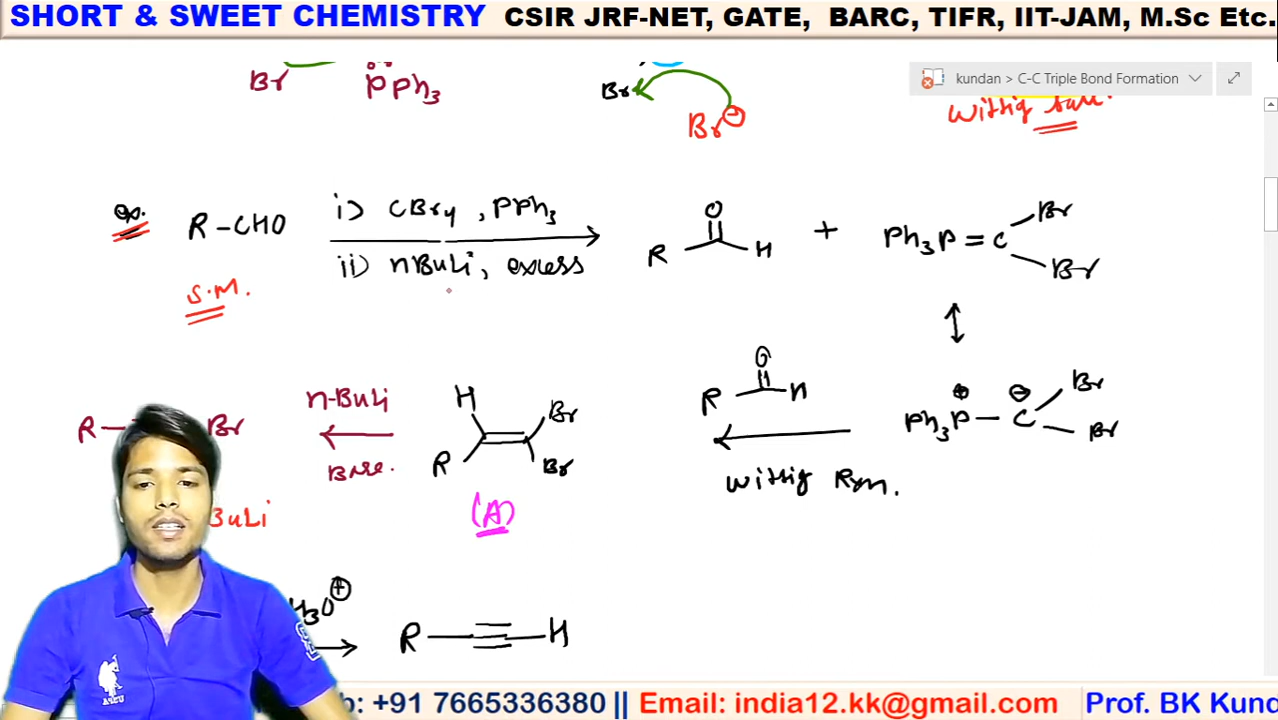 SHORT & SWEET CHEMISTRY CSIR JRF-NET, GATE, BARC, TIFR, IIT-JAM, M.Sc Etc.
kundan > C-C Triple Bond Formation
Br PPh3 Br Br⊖
Wittig
ex. R-CHO i) CBr4, PPh3
ii) nBuLi, excess
O
R H + Ph3P=C Br
Br
S.M.
R Br n-BuLi
Base.
H Br
R Br
(A)
O
R H
Wittig Rxn.
Ph3P⊕-C⊖ Br
Br
BuLi
H3O⊕
R≡H
+91 7665336380 || Email: india12.kk@gmail.com || Prof. BK Kund